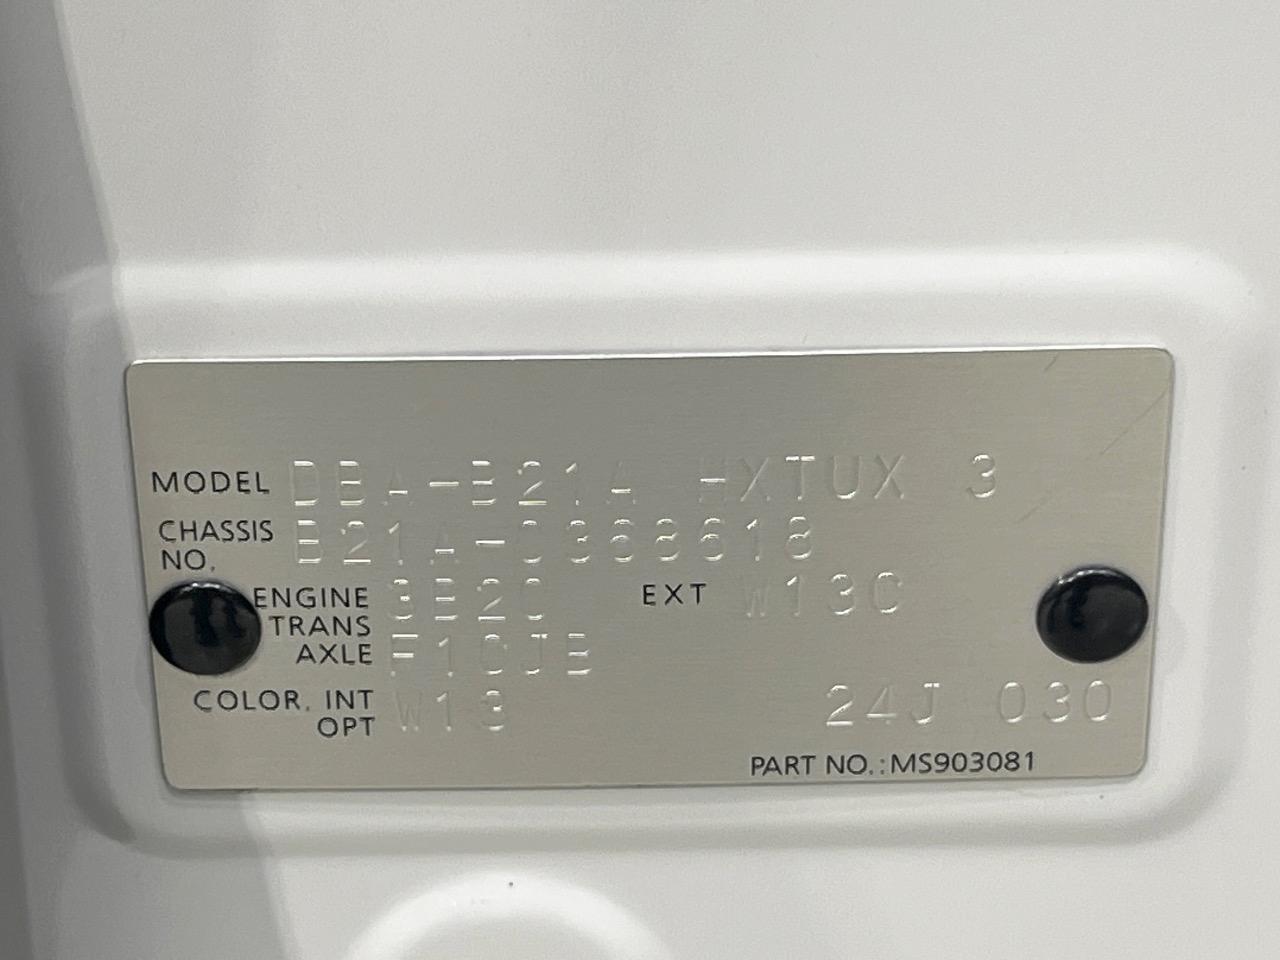 MODEL DBA-B21A HXTUX 3
CHASSIS NO. B21A-0368618
ENGINE 3B20 EXT W13C
TRANS AXLE F1CJB
COLOR, INT OPT W13 24J 030
PART NO.:MS903081